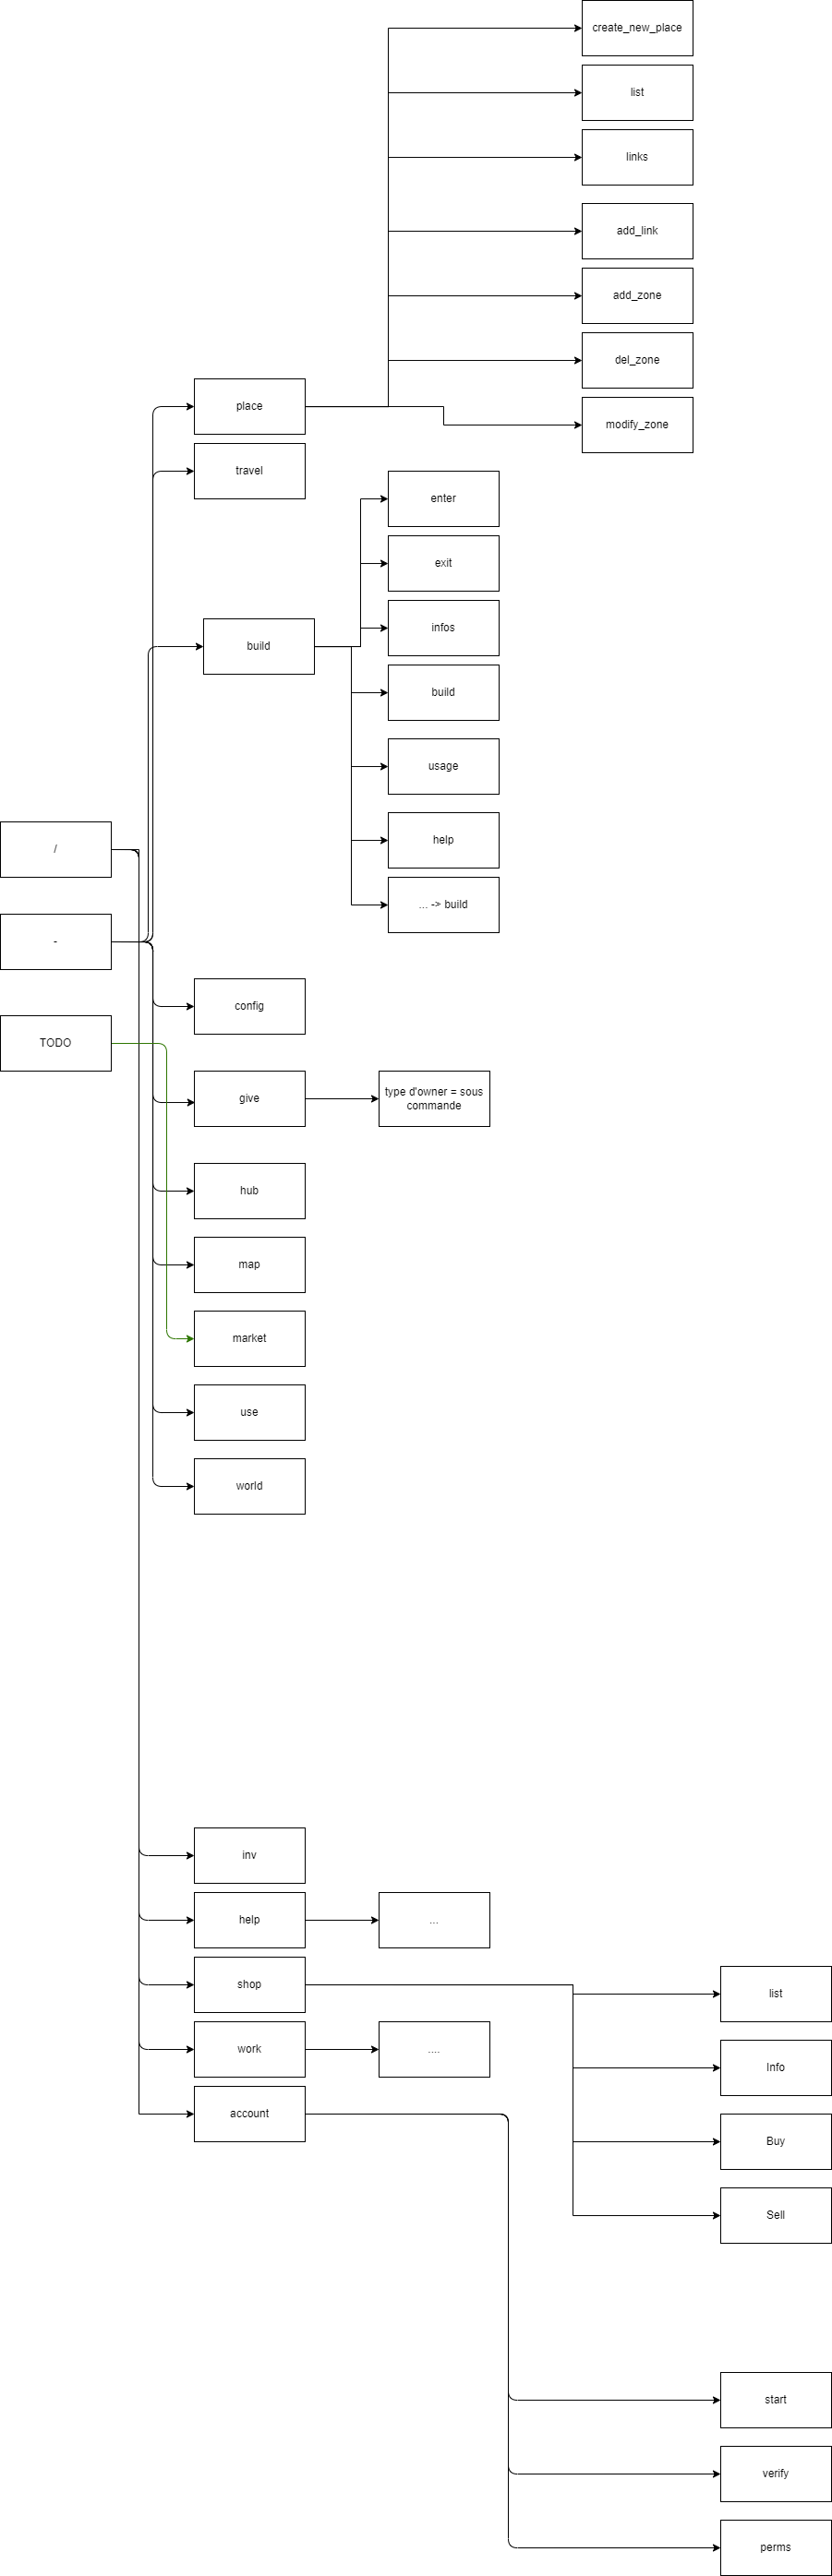 create_new_place
list
links
add_link
add_zone
del_zone
place
modify_zone
travel
enter
exit
infos
build
build
usage
/
help
... -> build
-
config
TODO
give
type d'owner = sous
commande
hub
map
market
use
world
inv
help
...
shop
list
work
....
Info
account
Buy
Sell
start
verify
perms